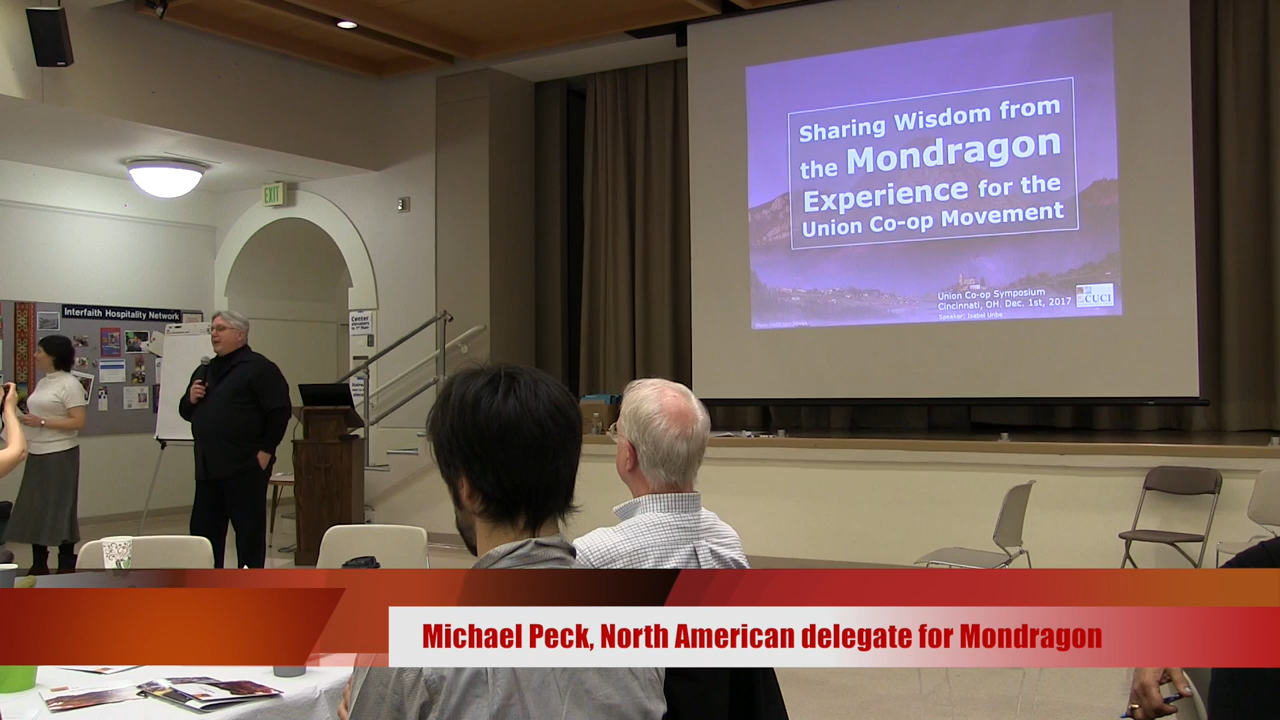 Sharing Wisdom from
the Mondragon
Experience for the
Union Co-op Movement
Union Co-op Symposium
Cincinnati, OH. Dec. 1st, 2017
CUCI
Speaker: Isabel Uribe
EXIT
Interfaith Hospitality Network
Center
Michael Peck, North American delegate for Mondragon